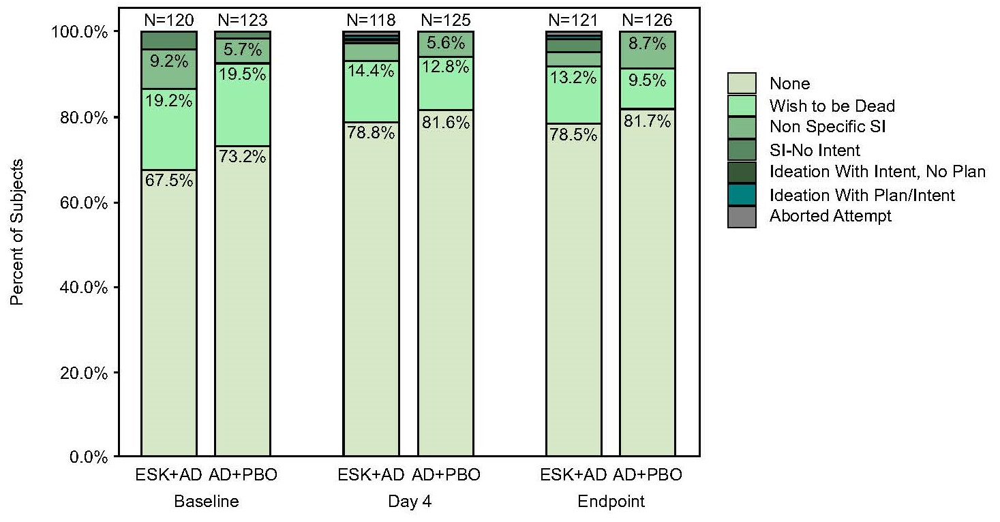 N=120 N=123 N=118 N=125 N=121 N=126
100.0%
80.0%
60.0%
40.0%
20.0%
0.0%
Percent of Subjects
9.2%
19.2%
67.5%
5.7%
19.5%
73.2%
14.4%
78.8%
5.6%
12.8%
81.6%
13.2%
78.5%
8.7%
9.5%
81.7%
ESK+AD AD+PBO ESK+AD AD+PBO ESK+AD AD+PBO
Baseline Day 4 Endpoint
None
Wish to be Dead
Non Specific SI
SI-No Intent
Ideation With Intent, No Plan
Ideation With Plan/Intent
Aborted Attempt